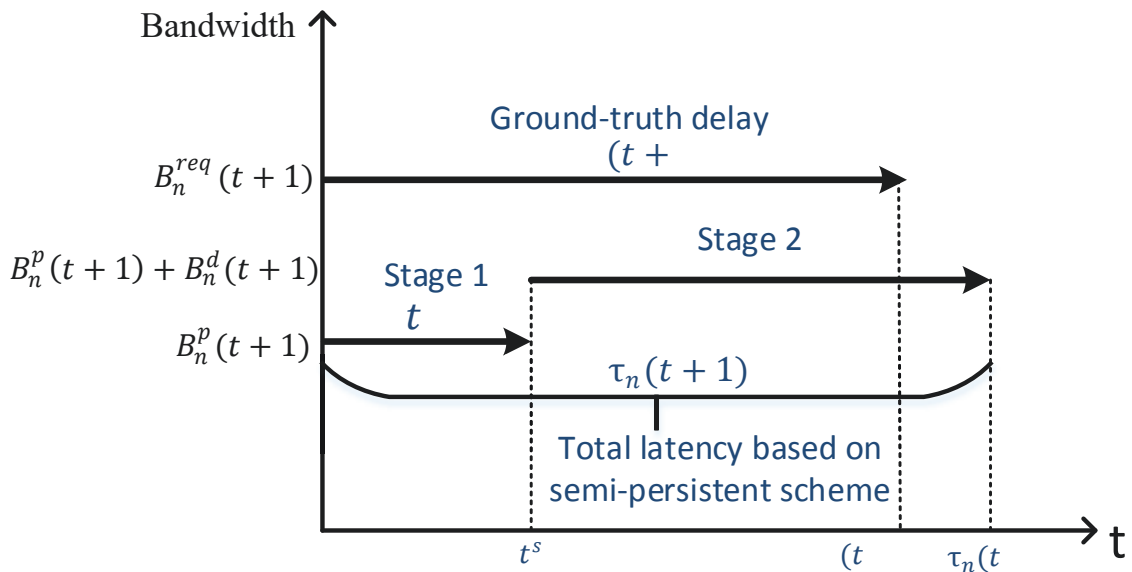 Bandwidth
Ground-truth delay
(t +
B_n^{req}(t + 1)
Stage 2
B_n^p(t + 1) + B_n^d(t + 1)
Stage 1
t
B_n^p(t + 1)
τ_n(t + 1)
Total latency based on
semi-persistent scheme
t
t^s
(t
τ_n(t